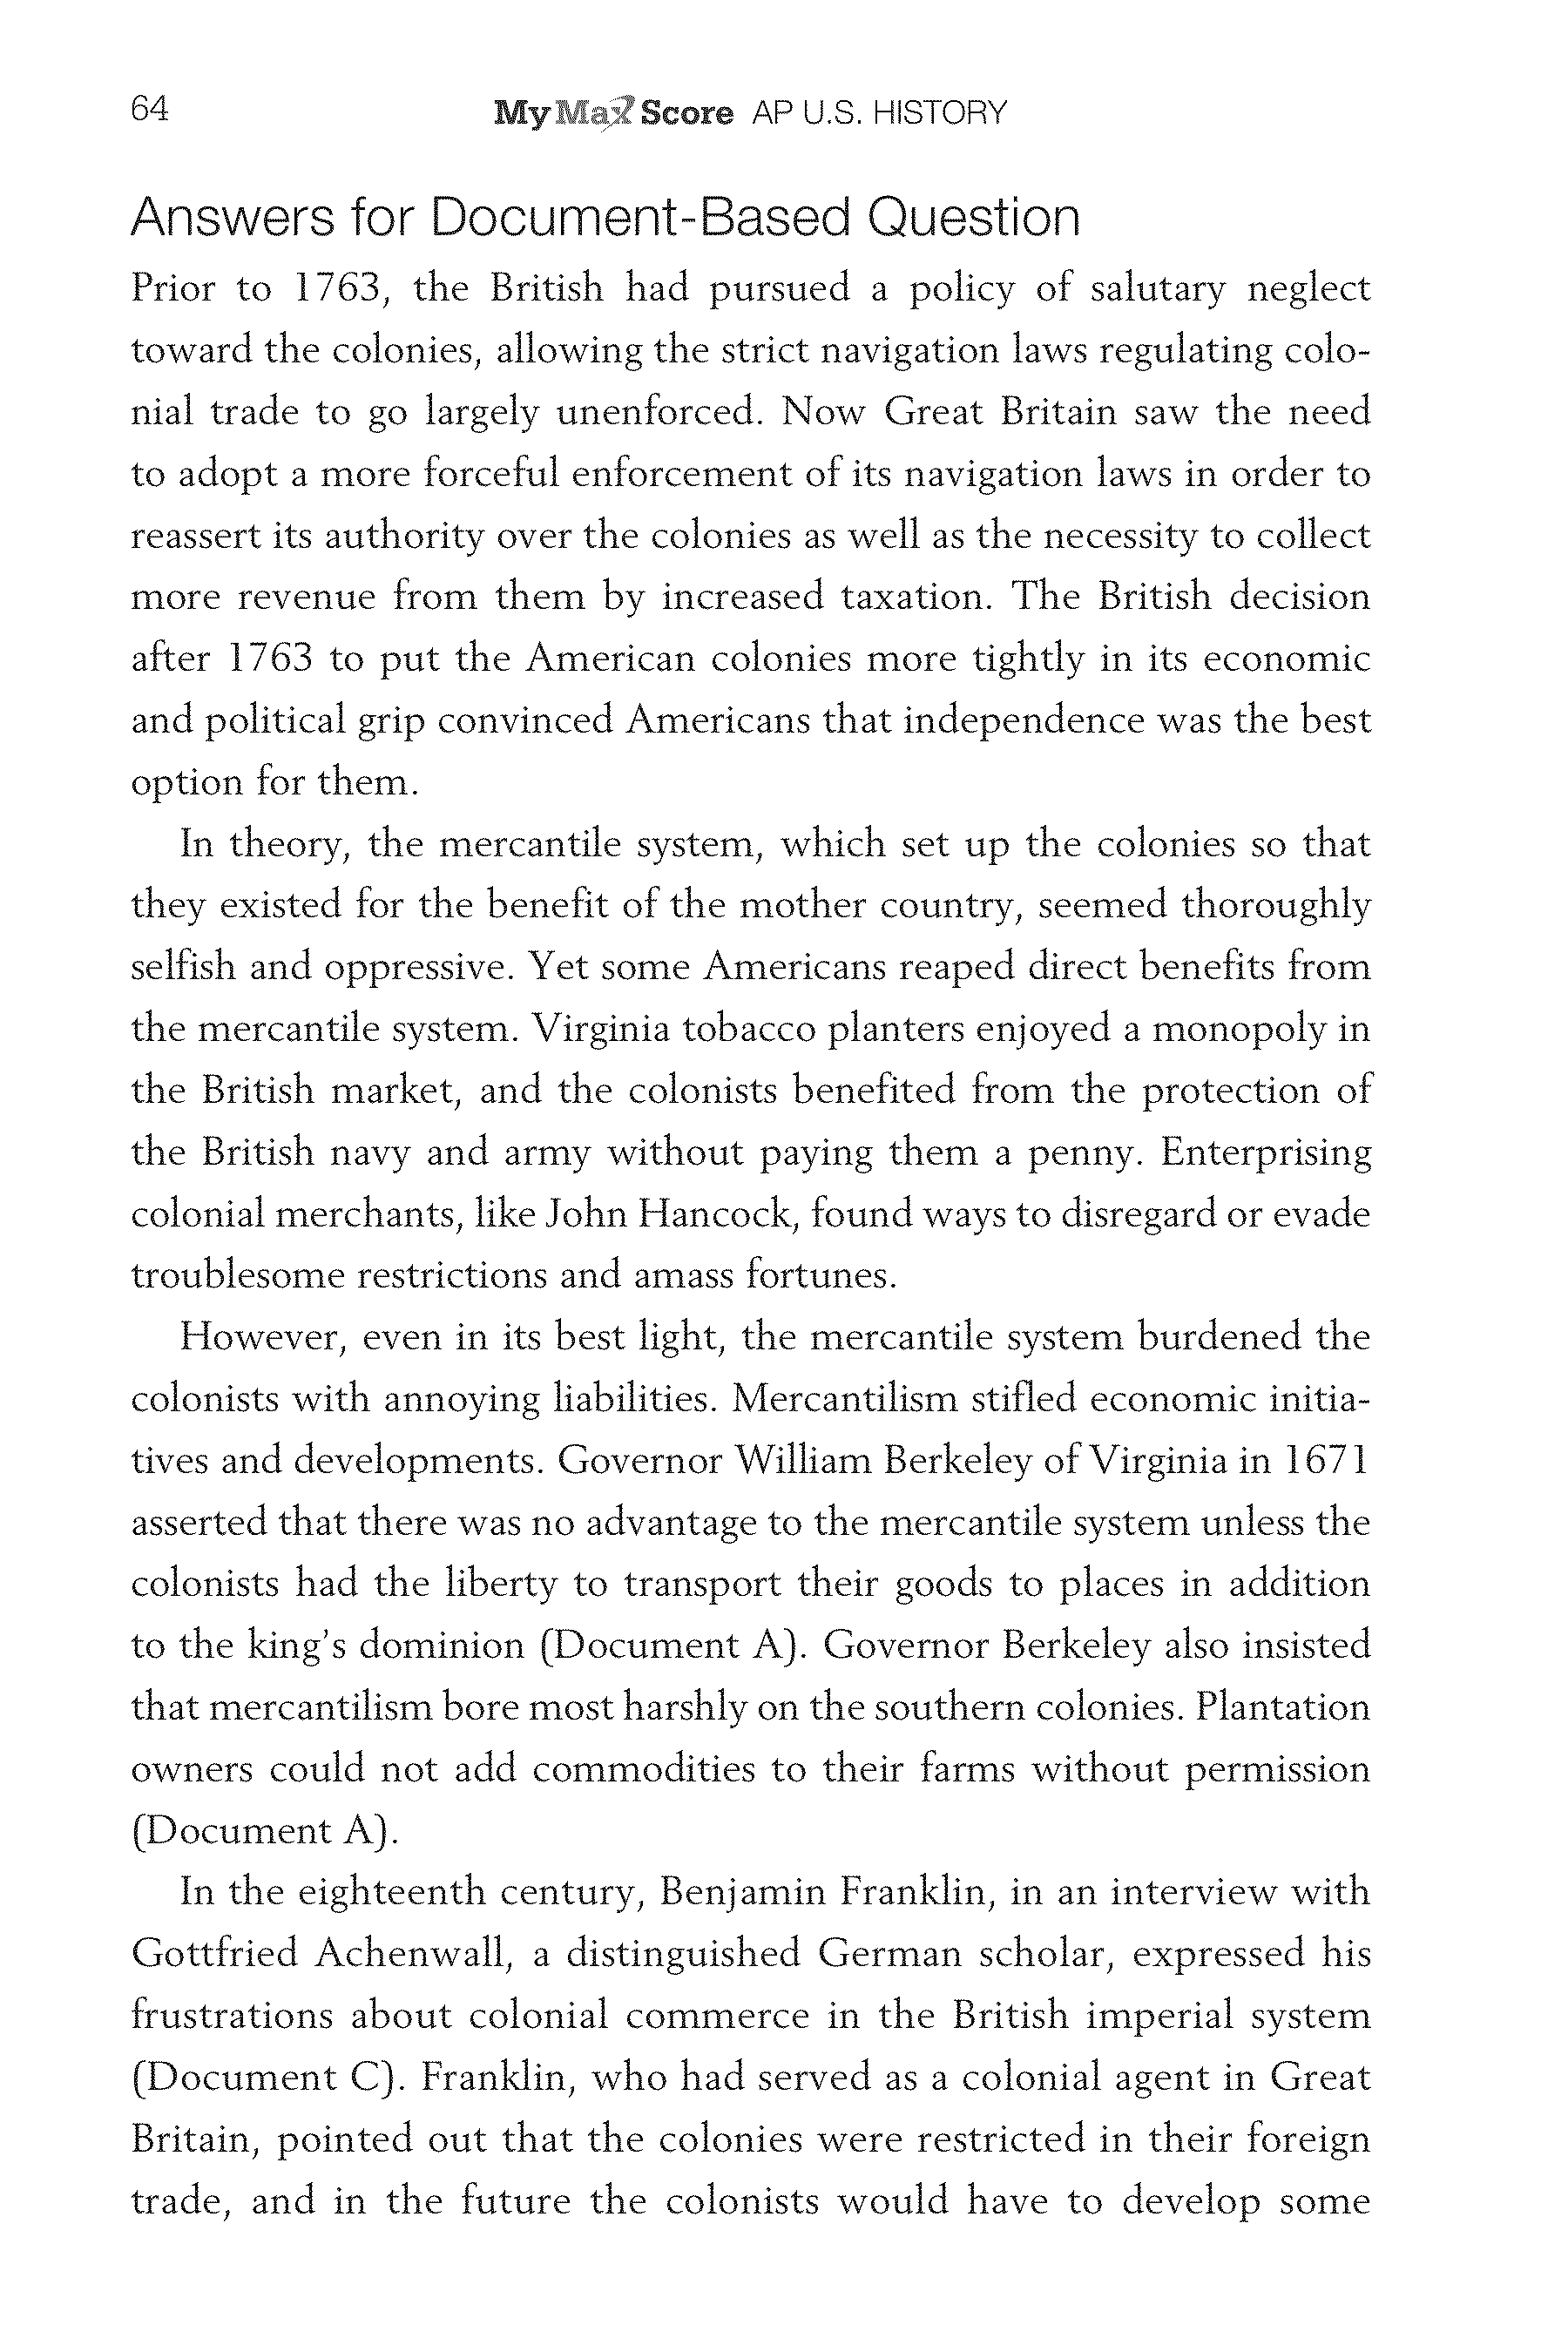 64
MyMaxScore AP U.S. HISTORY
Answers for Document-Based Question
Prior to 1763, the British had pursued a policy of salutary neglect
toward the colonies, allowing the strict navigation laws regulating colo-
nial trade to go largely unenforced. Now Great Britain saw the need
to adopt a more forceful enforcement of its navigation laws in order to
reassert its authority over the colonies as well as the necessity to collect
more revenue from them by increased taxation. The British decision
after 1763 to put the American colonies more tightly in its economic
and political grip convinced Americans that independence was the best
option for them.
In theory, the mercantile system, which set up the colonies so that
they existed for the benefit of the mother country, seemed thoroughly
selfish and oppressive. Yet some Americans reaped direct benefits from
the mercantile system. Virginia tobacco planters enjoyed a monopoly in
the British market, and the colonists benefited from the protection of
the British navy and army without paying them a penny. Enterprising
colonial merchants, like John Hancock, found ways to disregard or evade
troublesome restrictions and amass fortunes.
However, even in its best light, the mercantile system burdened the
colonists with annoying liabilities. Mercantilism stifled economic initia-
tives and developments. Governor William Berkeley of Virginia in 1671
asserted that there was no advantage to the mercantile system unless the
colonists had the liberty to transport their goods to places in addition
to the king's dominion (Document A). Governor Berkeley also insisted
that mercantilism bore most harshly on the southern colonies. Plantation
owners could not add commodities to their farms without permission
(Document A).
In the eighteenth century, Benjamin Franklin, in an interview with
Gottfried Achenwall, a distinguished German scholar, expressed his
frustrations about colonial commerce in the British imperial system
(Document C). Franklin, who had served as a colonial agent in Great
Britain, pointed out that the colonies were restricted in their foreign
trade, and in the future the colonists would have to develop some